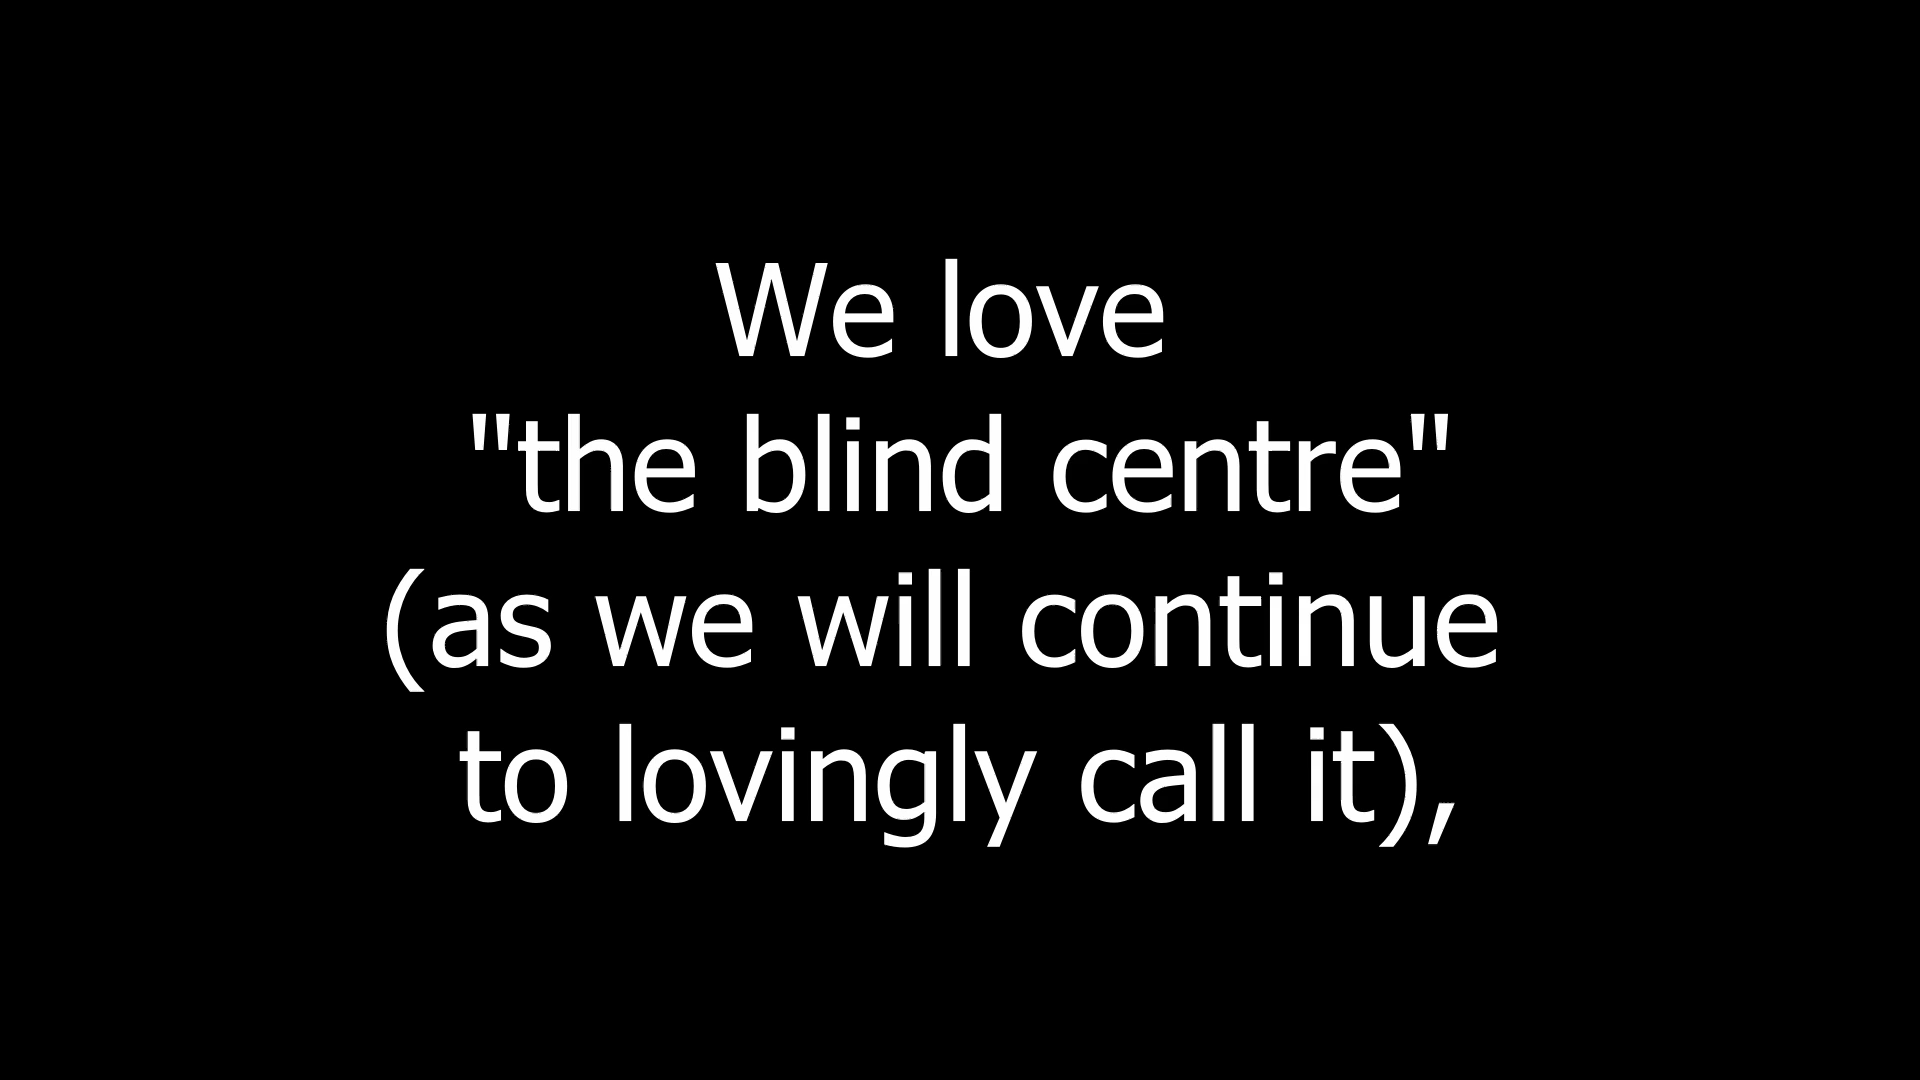 We love
"the blind centre"
(as we will continue
to lovingly call it),